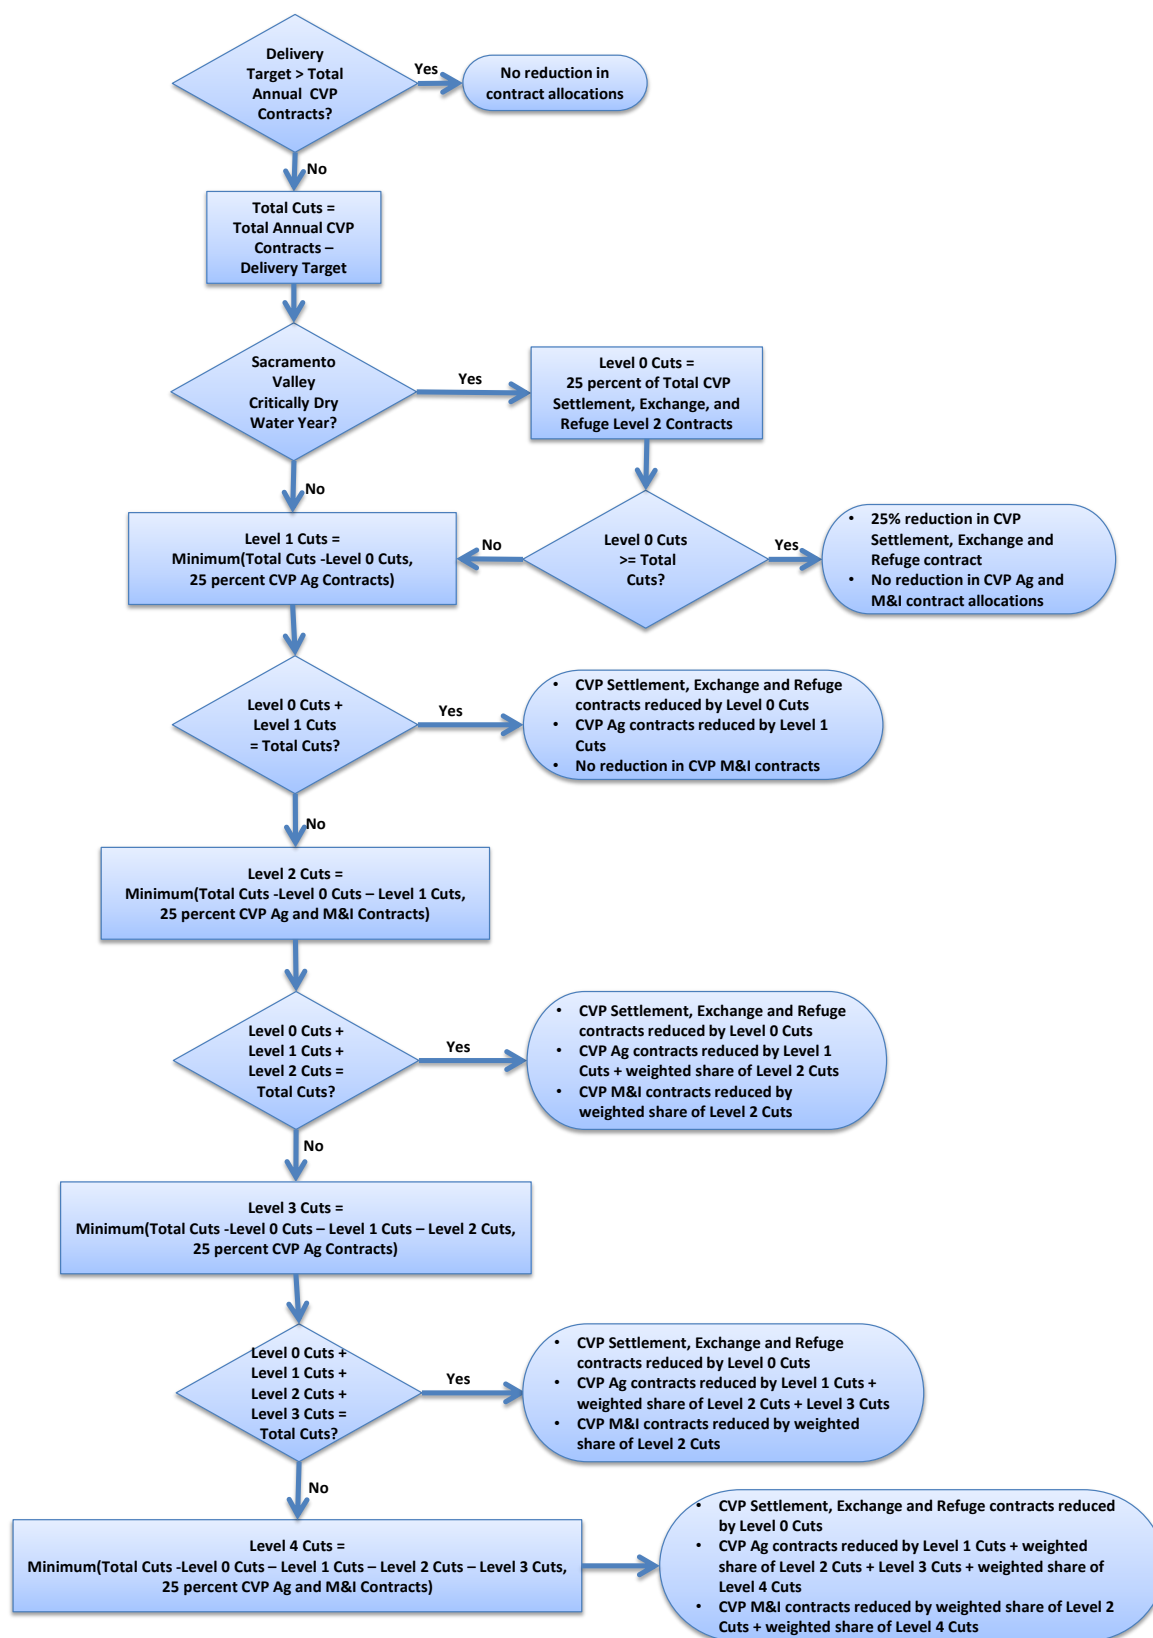 Delivery
Target > Total
Annual CVP
Contracts?
Yes
No reduction in
contract allocations
No
Total Cuts =
Total Annual CVP
Contracts –
Delivery Target
Sacramento
Valley
Critically Dry
Water Year?
Yes
Level 0 Cuts =
25 percent of Total CVP
Settlement, Exchange, and
Refuge Level 2 Contracts
No
Level 1 Cuts =
Minimum(Total Cuts -Level 0 Cuts,
25 percent CVP Ag Contracts)
No
Level 0 Cuts
>= Total
Cuts?
Yes
• 25% reduction in CVP
Settlement, Exchange and
Refuge contract
• No reduction in CVP Ag and
M&I contract allocations
Level 0 Cuts +
Level 1 Cuts
= Total Cuts?
Yes
• CVP Settlement, Exchange and Refuge
contracts reduced by Level 0 Cuts
• CVP Ag contracts reduced by Level 1
Cuts
• No reduction in CVP M&I contracts
No
Level 2 Cuts =
Minimum(Total Cuts -Level 0 Cuts – Level 1 Cuts,
25 percent CVP Ag and M&I Contracts)
Level 0 Cuts +
Level 1 Cuts +
Level 2 Cuts =
Total Cuts?
Yes
• CVP Settlement, Exchange and Refuge
contracts reduced by Level 0 Cuts
• CVP Ag contracts reduced by Level 1
Cuts + weighted share of Level 2 Cuts
• CVP M&I contracts reduced by
weighted share of Level 2 Cuts
No
Level 3 Cuts =
Minimum(Total Cuts -Level 0 Cuts – Level 1 Cuts – Level 2 Cuts,
25 percent CVP Ag Contracts)
Level 0 Cuts +
Level 1 Cuts +
Level 2 Cuts +
Level 3 Cuts =
Total Cuts?
Yes
• CVP Settlement, Exchange and Refuge
contracts reduced by Level 0 Cuts
• CVP Ag contracts reduced by Level 1 Cuts +
weighted share of Level 2 Cuts + Level 3 Cuts
• CVP M&I contracts reduced by weighted
share of Level 2 Cuts
No
Level 4 Cuts =
Minimum(Total Cuts -Level 0 Cuts – Level 1 Cuts – Level 2 Cuts – Level 3 Cuts,
25 percent CVP Ag and M&I Contracts)
• CVP Settlement, Exchange and Refuge contracts reduced
by Level 0 Cuts
• CVP Ag contracts reduced by Level 1 Cuts + weighted
share of Level 2 Cuts + Level 3 Cuts + weighted share of
Level 4 Cuts
• CVP M&I contracts reduced by weighted share of Level 2
Cuts + weighted share of Level 4 Cuts